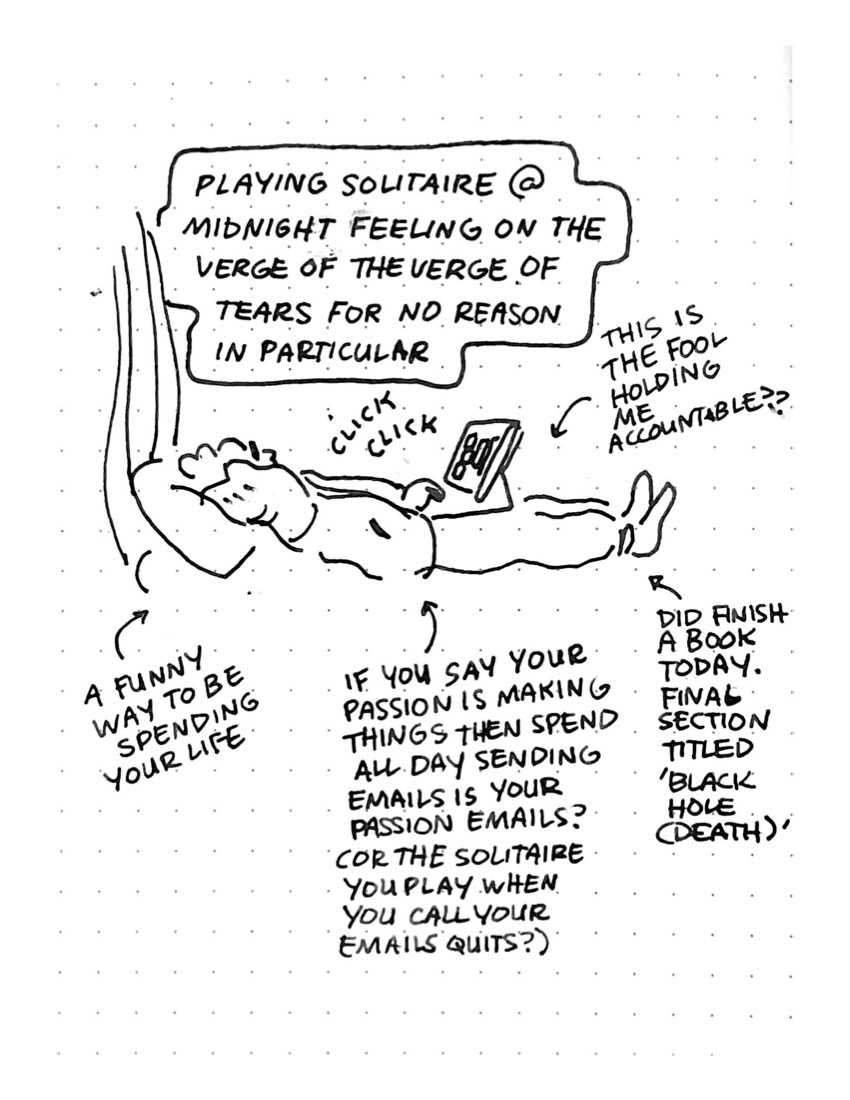 PLAYING SOLITAIRE @
MIDNIGHT FEELING ON THE
VERGE OF THE VERGE OF
TEARS FOR NO REASON
IN PARTICULAR
THIS IS
THE FOOL
HOLDING
ME
ACCOUNTABLE??
CLICK
CLICK
A FUNNY
WAY TO BE
SPENDING
YOUR LIFE
IF YOU SAY YOUR
PASSION IS MAKING
THINGS THEN SPEND
ALL DAY SENDING
EMAILS IS YOUR
PASSION EMAILS?
(OR THE SOLITAIRE
YOU PLAY WHEN
YOU CALL YOUR
EMAILS QUITS?)
DID FINISH
A BOOK
TODAY.
FINAL
SECTION
TITLED
'BLACK
HOLE
(DEATH)'